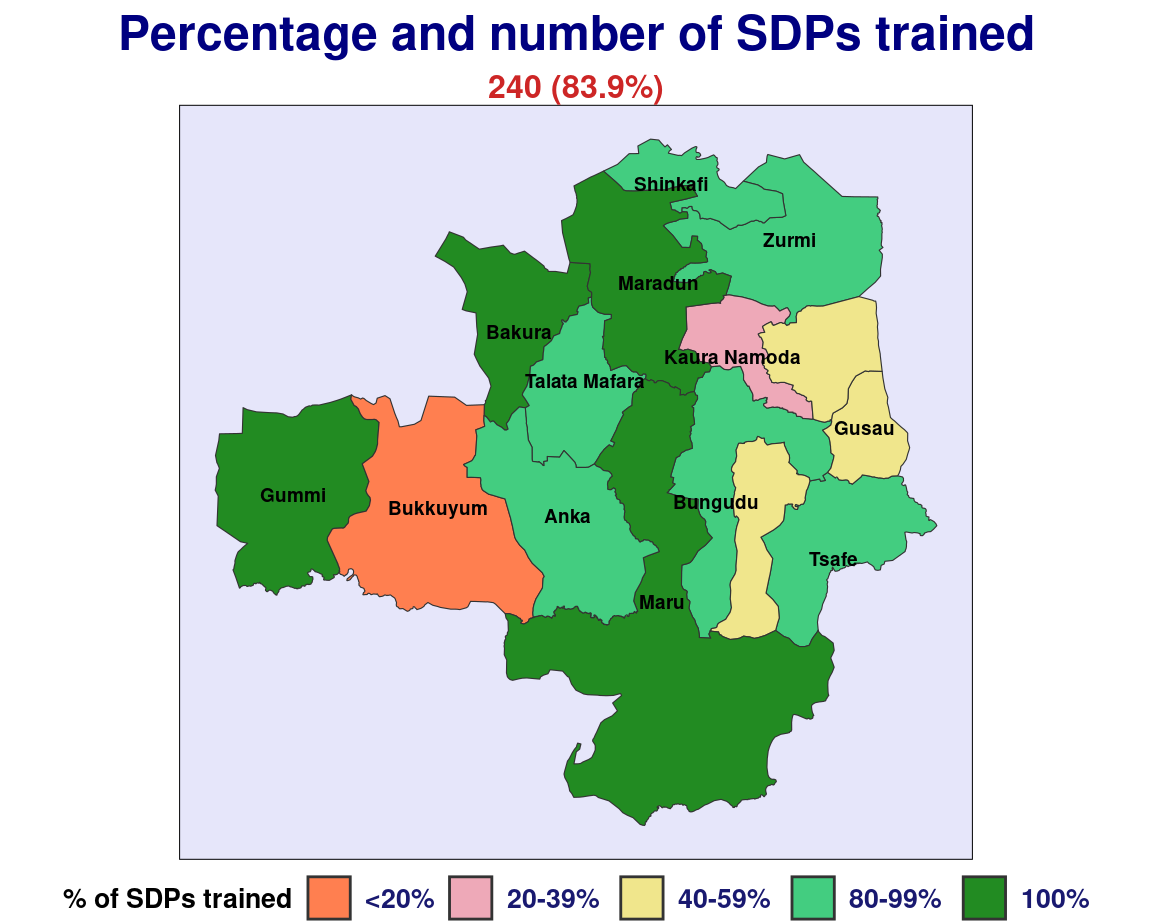 Percentage and number of SDPs trained
240 (83.9%)
Shinkafi
Zurmi
Maradun
Bakura
Kaura Namoda
Talata Mafara
Gusau
Gummi
Bukkuyum
Anka
Bungudu
Tsafe
Maru
% of SDPs trained <20% 20-39% 40-59% 80-99% 100%